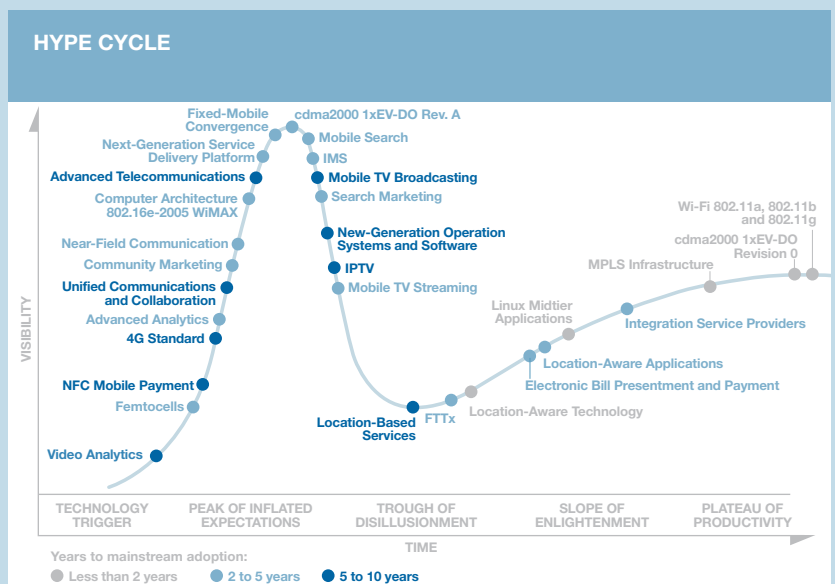 HYPE CYCLE
Fixed-Mobile
Convergence
cdma2000 1xEV-DO Rev. A
Next-Generation Service
Delivery Platform
Mobile Search
IMS
Advanced Telecommunications
Mobile TV Broadcasting
Computer Architecture
802.16e-2005 WiMAX
Search Marketing
Near-Field Communication
New-Generation Operation
Systems and Software
Community Marketing
IPTV
Unified Communications
and Collaboration
Mobile TV Streaming
Advanced Analytics
4G Standard
NFC Mobile Payment
Femtocells
Video Analytics
Location-Based
Services
FTTx
Location-Aware Technology
Electronic Bill Presentment and Payment
Location-Aware Applications
Linux Midtier
Applications
Integration Service Providers
MPLS Infrastructure
cdma2000 1xEV-DO
Revision 0
Wi-Fi 802.11a, 802.11b
and 802.11g
VISIBILITY
TECHNOLOGY
TRIGGER
PEAK OF INFLATED
EXPECTATIONS
TROUGH OF
DISILLUSIONMENT
SLOPE OF
ENLIGHTENMENT
PLATEAU OF
PRODUCTIVITY
TIME
Years to mainstream adoption:
Less than 2 years
2 to 5 years
5 to 10 years